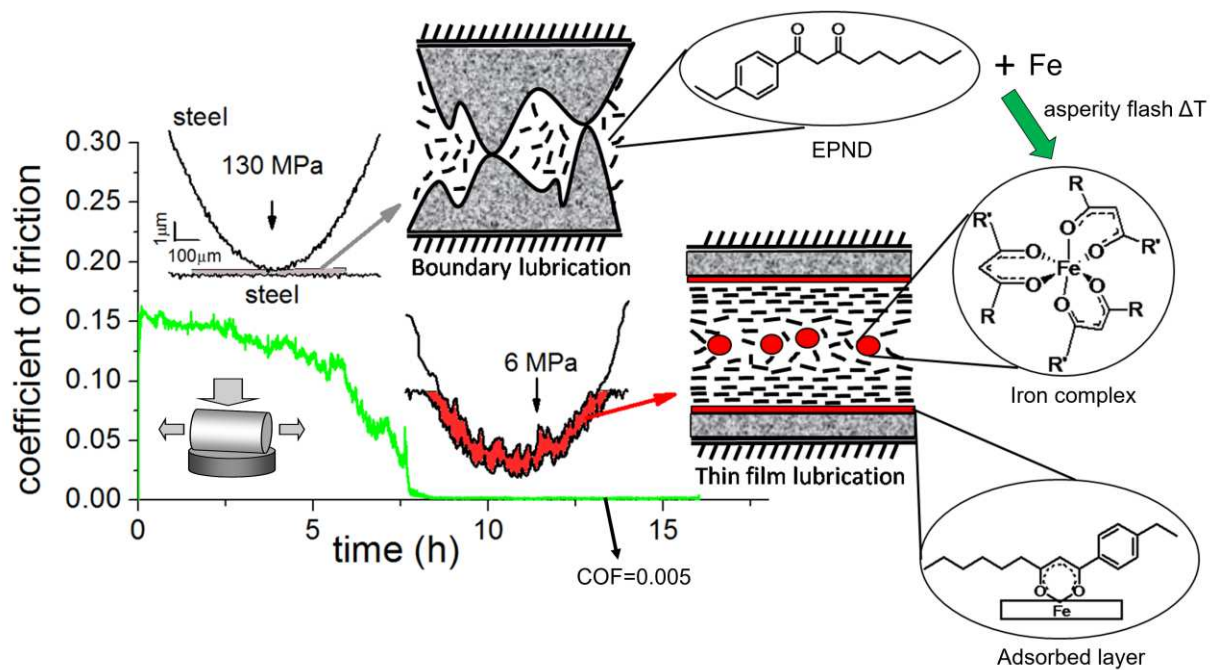 EPND
+ Fe
asperity flash ΔT
coefficient of friction
0.30
0.25
0.20
0.15
0.10
0.05
0.00
0
5
10
15
time (h)
steel
130 MPa
1μm
100μm
steel
Boundary lubrication
O
O
6 MPa
COF=0.005
Thin film lubrication
R
R'
R'
O
O
O
Fe
O
O
O
R
R
R'
Iron complex
O
O
Fe
Adsorbed layer